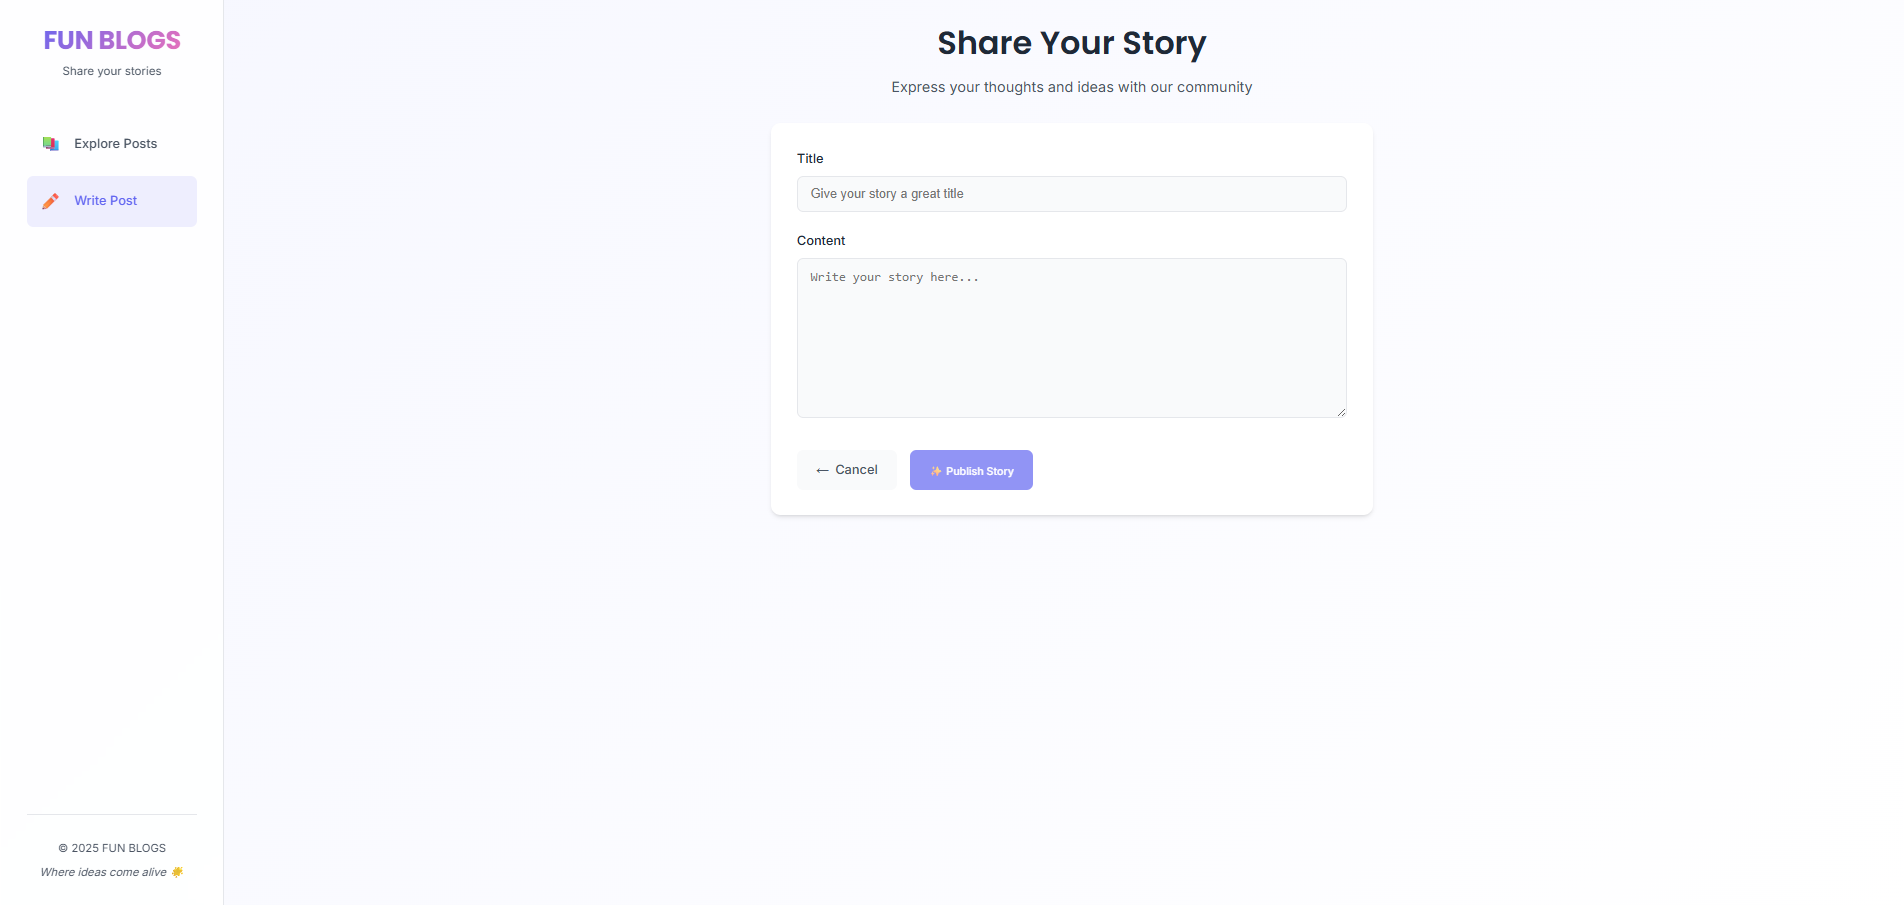 FUN BLOGS
Share your stories
Explore Posts
Write Post
© 2025 FUN BLOGS
Where ideas come alive
Share Your Story
Express your thoughts and ideas with our community
Title
Give your story a great title
Content
Write your story here...
← Cancel
Publish Story